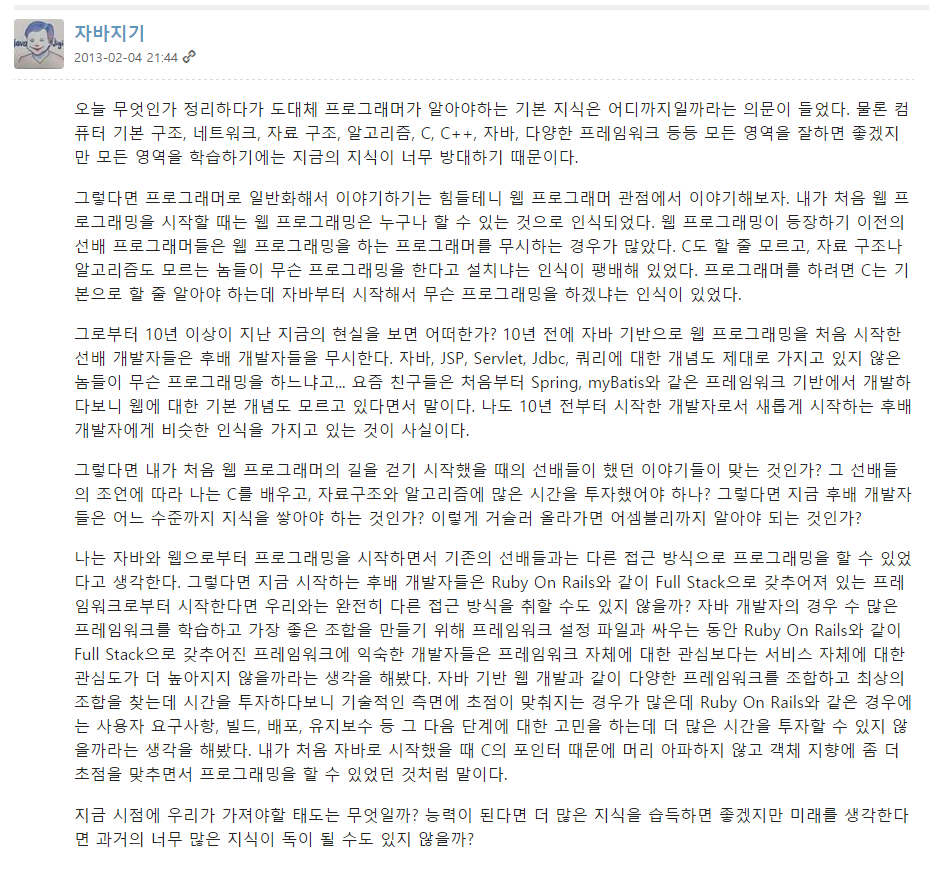 자바지기
2013-02-04 21:44
오늘 무엇인가 정리하다가 도대체 프로그래머가 알아야하는 기본 지식은 어디까지일까라는 의문이 들었다. 물론 컴
퓨터 기본 구조, 네트워크, 자료 구조, 알고리즘, C, C++, 자바, 다양한 프레임워크 등등 모든 영역을 잘하면 좋겠지
만 모든 영역을 학습하기에는 지금의 지식이 너무 방대하기 때문이다.
그렇다면 프로그래머로 일반화해서 이야기하기는 힘들테니 웹 프로그래머 관점에서 이야기해보자. 내가 처음 웹 프
로그래밍을 시작할 때는 웹 프로그래밍은 누구나 할 수 있는 것으로 인식되었다. 웹 프로그래밍이 등장하기 이전의
선배 프로그래머들은 웹 프로그래밍을 하는 프로그래머를 무시하는 경우가 많았다. C도 할 줄 모르고, 자료 구조나
알고리즘도 모르는 놈들이 무슨 프로그래밍을 한다고 설치냐는 인식이 팽배해 있었다. 프로그래머를 하려면 C는 기
본으로 할 줄 알아야 하는데 자바부터 시작해서 무슨 프로그래밍을 하겠냐는 인식이 있었다.
그로부터 10년 이상이 지난 지금의 현실을 보면 어떠한가? 10년 전에 자바 기반으로 웹 프로그래밍을 처음 시작한
선배 개발자들은 후배 개발자들을 무시한다. 자바, JSP, Servlet, Jdbc, 쿼리에 대한 개념도 제대로 가지고 있지 않은
놈들이 무슨 프로그래밍을 하느냐고... 요즘 친구들은 처음부터 Spring, myBatis와 같은 프레임워크 기반에서 개발하
다보니 웹에 대한 기본 개념도 모르고 있다면서 말이다. 나도 10년 전부터 시작한 개발자로서 새롭게 시작하는 후배
개발자에게 비슷한 인식을 가지고 있는 것이 사실이다.
그렇다면 내가 처음 웹 프로그래머의 길을 걷기 시작했을 때의 선배들이 했던 이야기들이 맞는 것인가? 그 선배들
의 조언에 따라 나는 C를 배우고, 자료구조와 알고리즘에 많은 시간을 투자했어야 하나? 그렇다면 지금 후배 개발자
들은 어느 수준까지 지식을 쌓아야 하는 것인가? 이렇게 거슬러 올라가면 어셈블리까지 알아야 되는 것인가?
나는 자바와 웹으로부터 프로그래밍을 시작하면서 기존의 선배들과는 다른 접근 방식으로 프로그래밍을 할 수 있었
다고 생각한다. 그렇다면 지금 시작하는 후배 개발자들은 Ruby On Rails와 같이 Full Stack으로 갖추어져 있는 프레
임워크로부터 시작한다면 우리와는 완전히 다른 접근 방식을 취할 수도 있지 않을까? 자바 개발자의 경우 수 많은
프레임워크를 학습하고 가장 좋은 조합을 만들기 위해 프레임워크 설정 파일과 싸우는 동안 Ruby On Rails와 같이
Full Stack으로 갖추어진 프레임워크에 익숙한 개발자들은 프레임워크 자체에 대한 관심보다는 서비스 자체에 대한
관심도가 더 높아지지 않을까라는 생각을 해봤다. 자바 기반 웹 개발과 같이 다양한 프레임워크를 조합하고 최상의
조합을 찾는데 시간을 투자하다보니 기술적인 측면에 초점이 맞춰지는 경우가 많은데 Ruby On Rails와 같은 경우에
는 사용자 요구사항, 빌드, 배포, 유지보수 등 그 다음 단계에 대한 고민을 하는데 더 많은 시간을 투자할 수 있지 않
을까라는 생각을 해봤다. 내가 처음 자바로 시작했을 때 C의 포인터 때문에 머리 아파하지 않고 객체 지향에 좀 더
초점을 맞추면서 프로그래밍을 할 수 있었던 것처럼 말이다.
지금 시점에 우리가 가져야할 태도는 무엇일까? 능력이 된다면 더 많은 지식을 습득하면 좋겠지만 미래를 생각한다
면 과거의 너무 많은 지식이 독이 될 수도 있지 않을까?